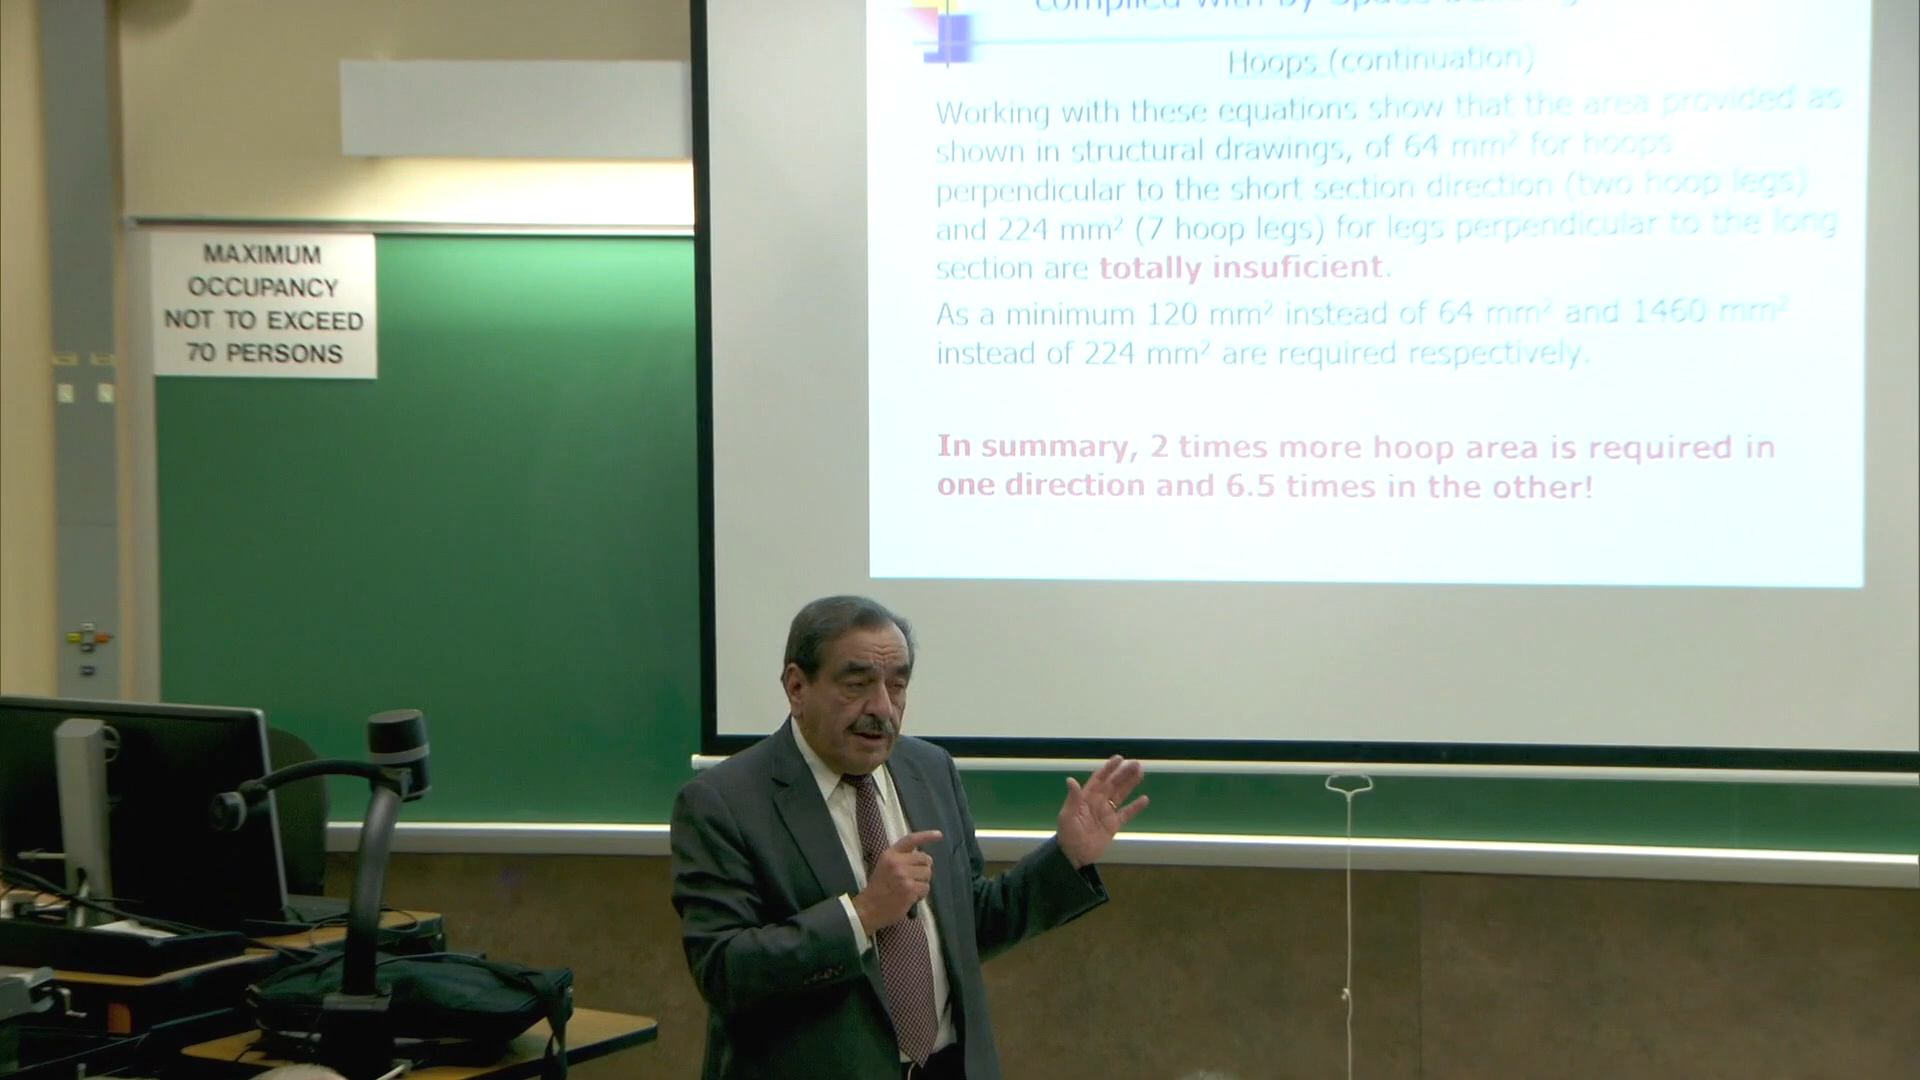 complied with by Space
Hoops (continuation)
Working with these equations show that the area provided as
shown in structural drawings, of 64 mm² for hoops
perpendicular to the short section direction (two hoop legs)
and 224 mm² (7 hoop legs) for legs perpendicular to the long
section are totally insuficient.
As a minimum 120 mm² instead of 64 mm² and 1460 mm²
instead of 224 mm² are required respectively.
In summary, 2 times more hoop area is required in
one direction and 6.5 times in the other!
MAXIMUM
OCCUPANCY
NOT TO EXCEED
70 PERSONS